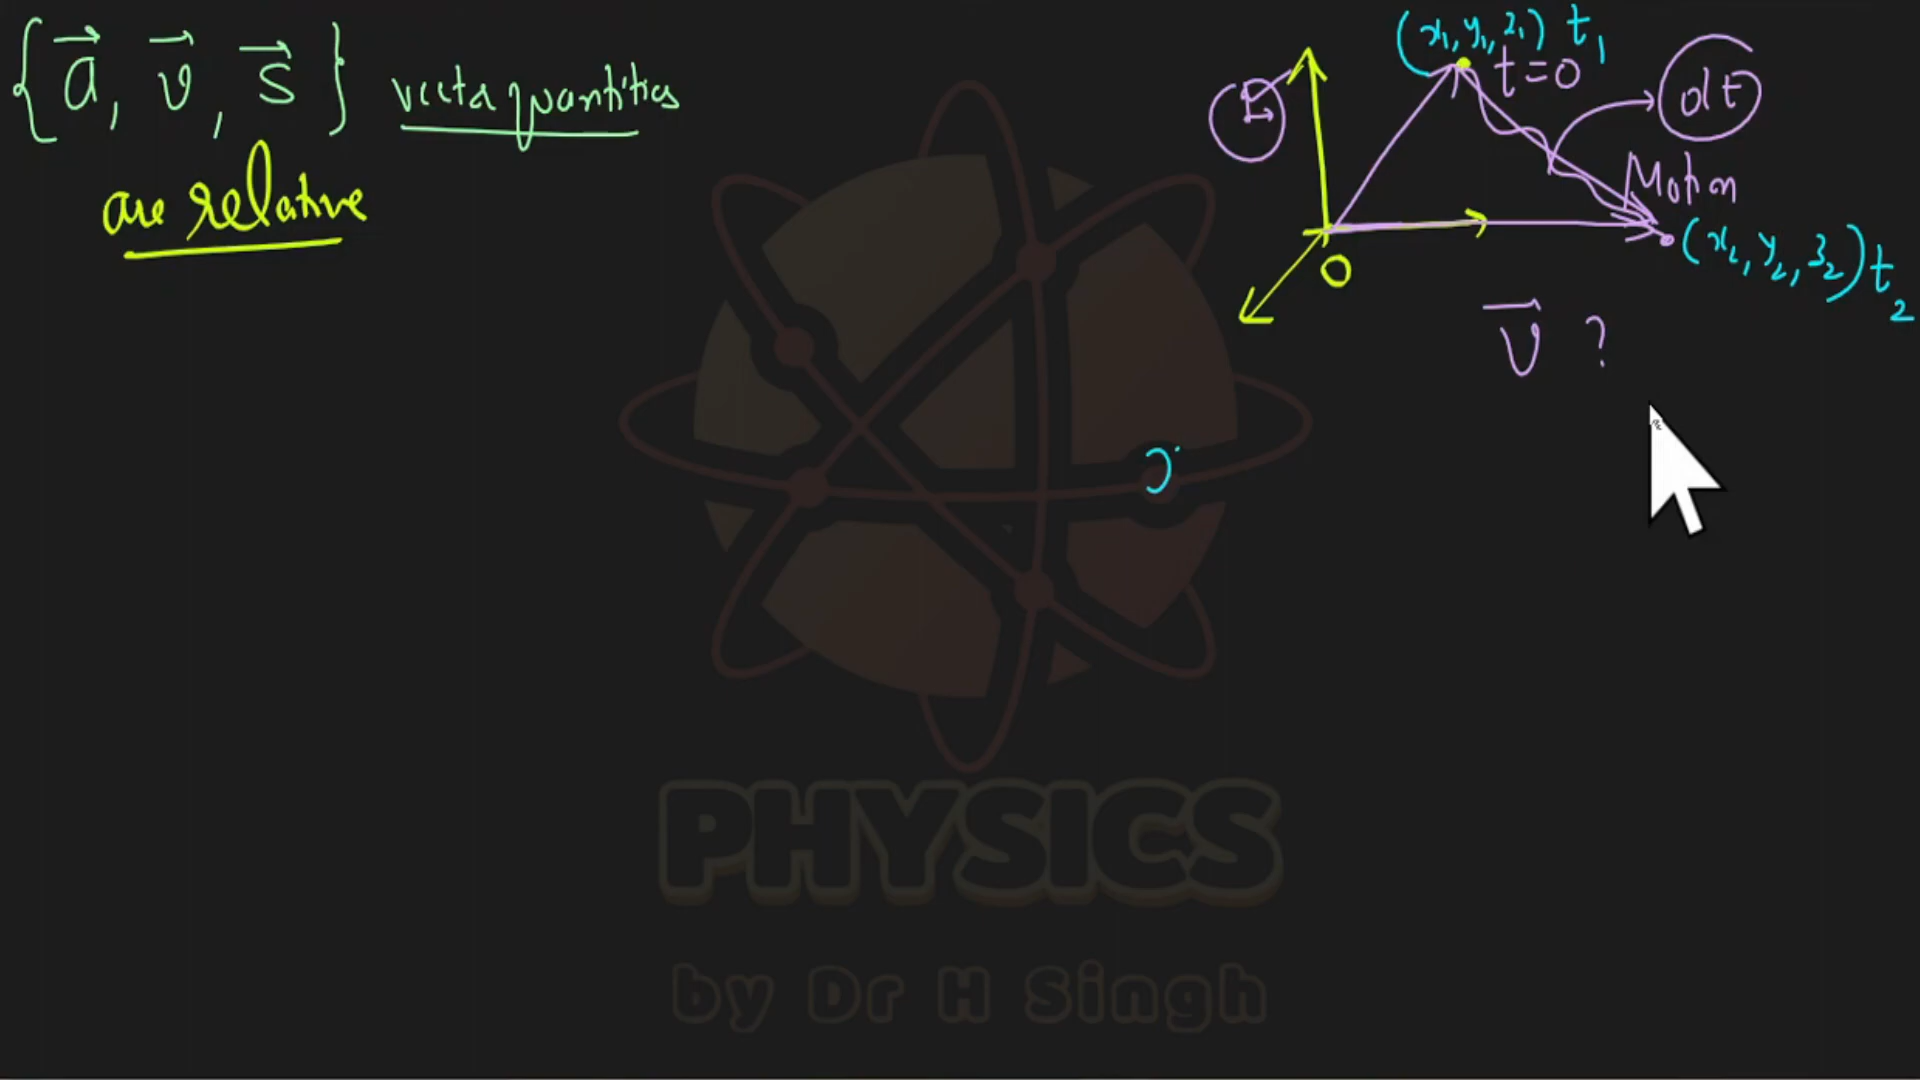 {a⃗, v⃗, s⃗} vector quantities
are relative
(x₁, y₁, z₁) t₁
t=0
E
dt
Motion
(x₂, y₂, z₂) t₂
O
v⃗ ?
PHYSICS
by Dr H Singh